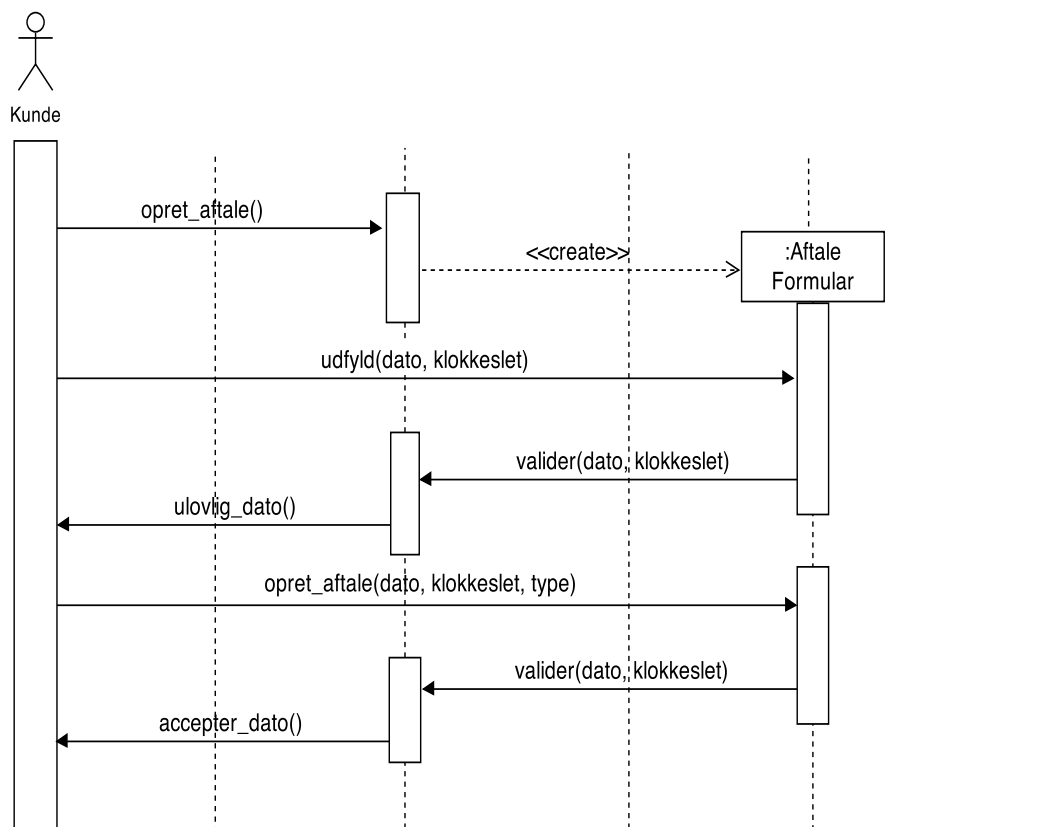 Kunde
opret_aftale()
<<create>>
:Aftale
Formular
udfyld(dato, klokkeslet)
valider(dato, klokkeslet)
ulovlig_dato()
opret_aftale(dato, klokkeslet, type)
valider(dato, klokkeslet)
accepter_dato()